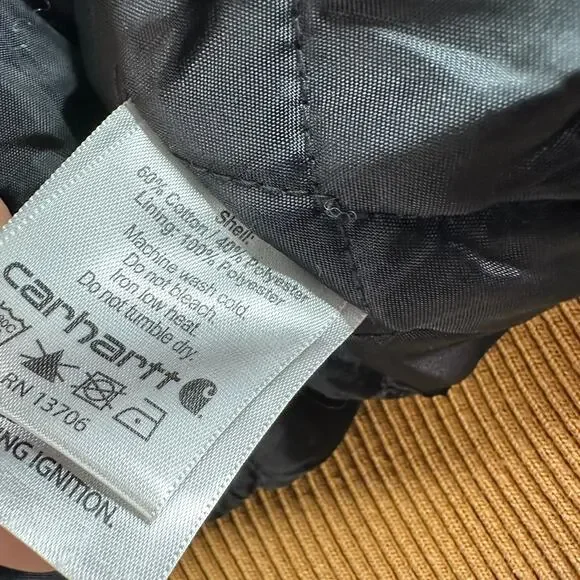 Shell:
60% Cotton / 40% Polyester
Lining: 100% Polyester
Machine wash cold.
Do not bleach.
Iron low heat.
Do not tumble dry.
carhartt
RN 13706
IGNITION.